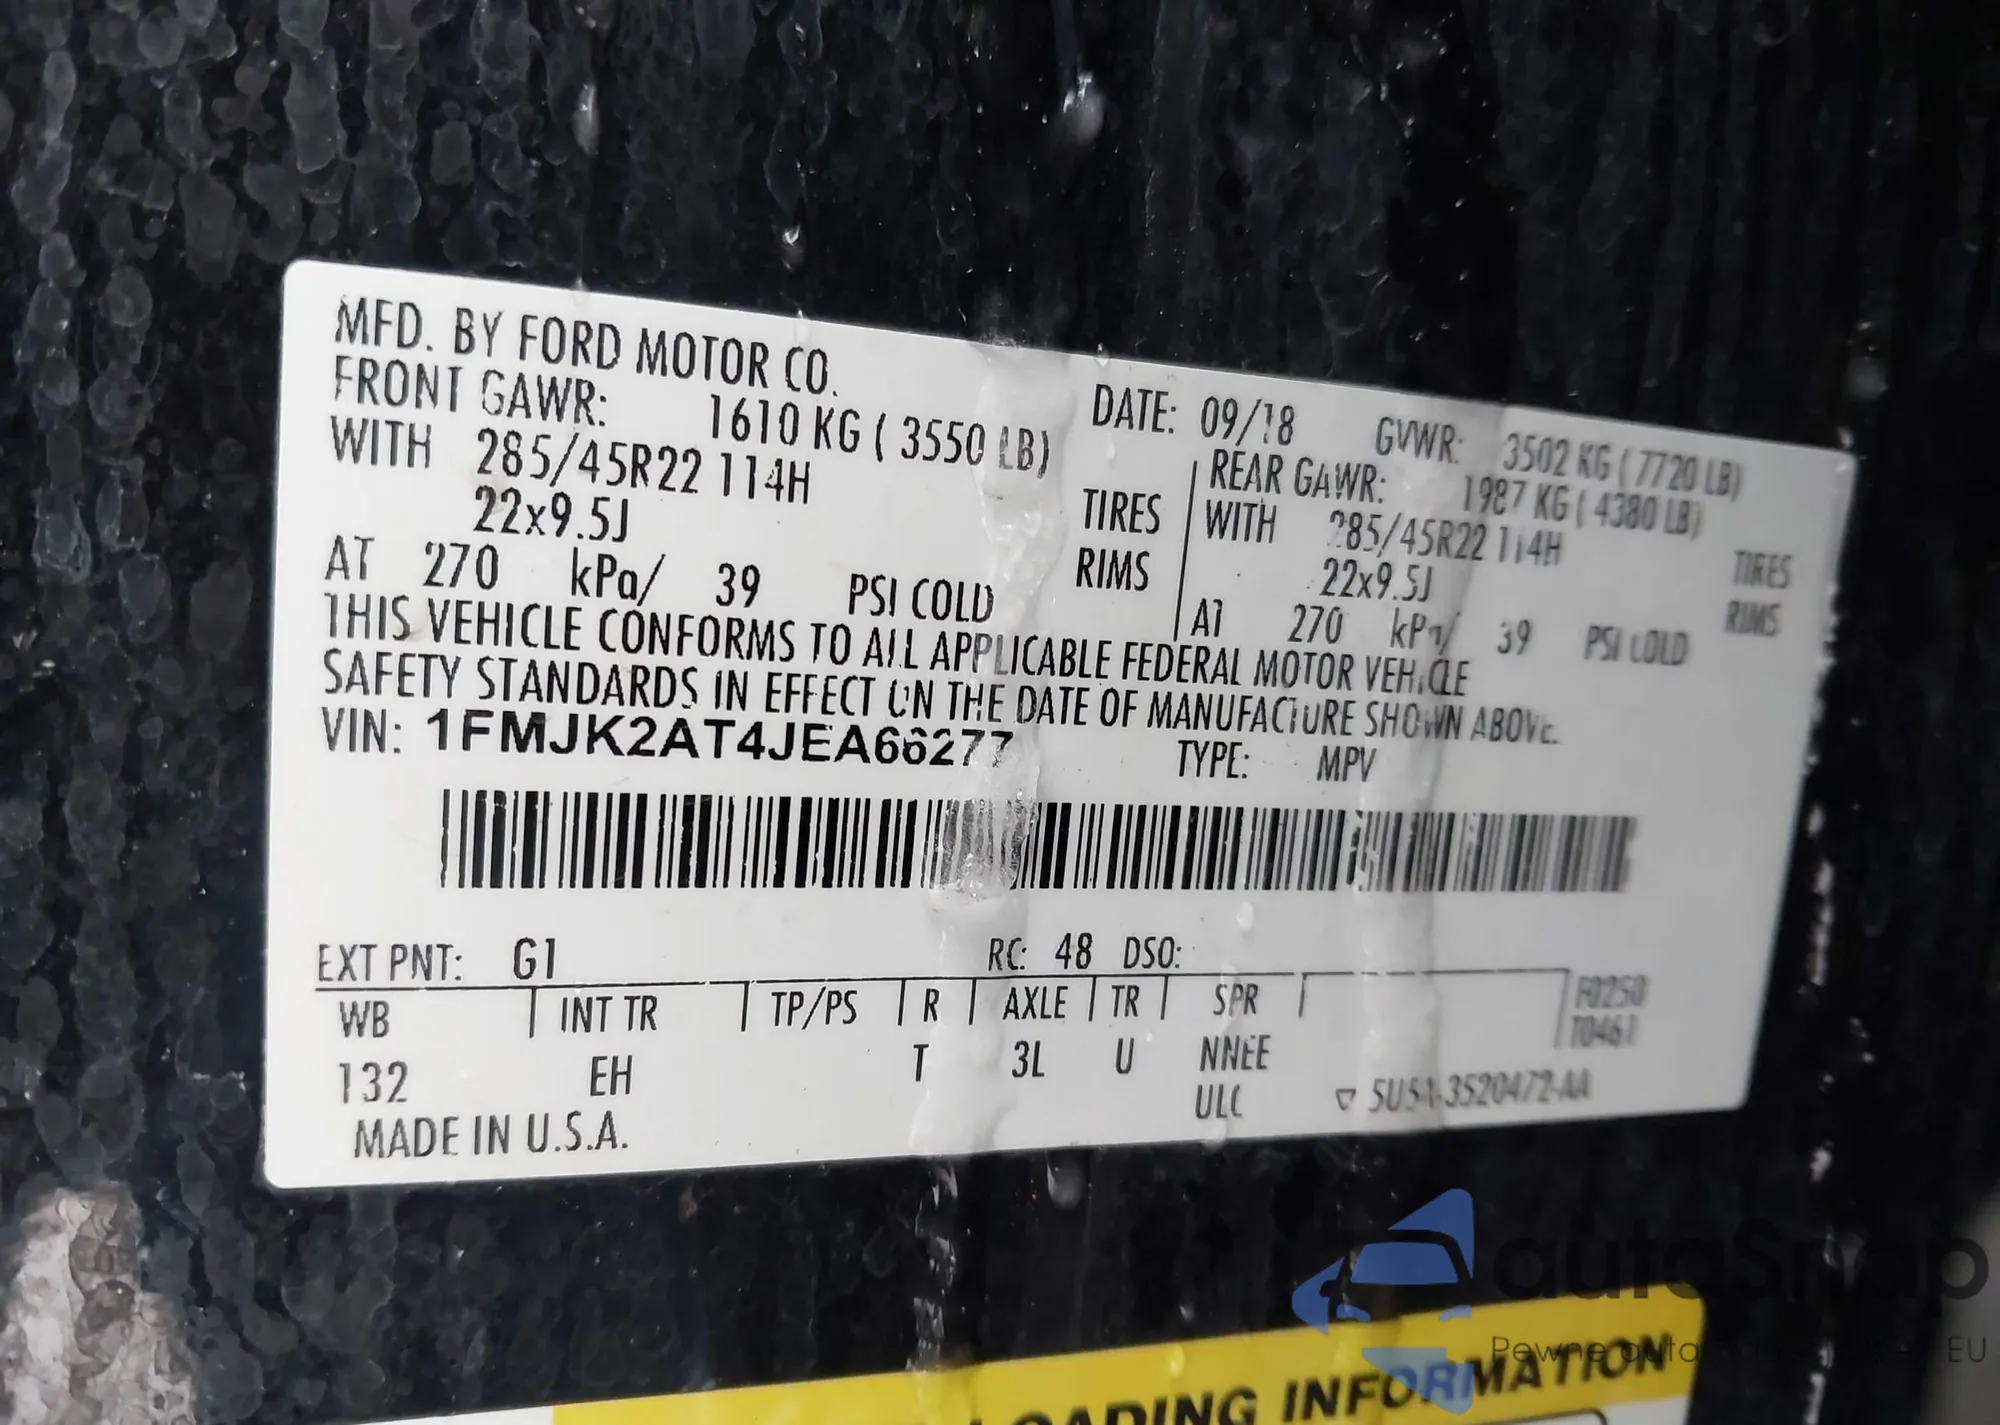 MFD. BY FORD MOTOR CO.
DATE: 09/18 GVWR: 3502 KG ( 7720 LB)
FRONT GAWR: 1610 KG ( 3550 LB)
REAR GAWR: 1987 KG ( 4380 LB)
WITH 285/45R22 114H TIRES
WITH 285/45R22 114H TIRES
22x9.5J RIMS
22x9.5J RIMS
AT 270 kPa/ 39 PSI COLD
AT 270 kPa/ 39 PSI COLD
THIS VEHICLE CONFORMS TO ALL APPLICABLE FEDERAL MOTOR VEHICLE
SAFETY STANDARDS IN EFFECT ON THE DATE OF MANUFACTURE SHOWN ABOVE.
VIN: 1FMJK2AT4JEA66277 TYPE: MPV
EXT PNT: G1 RC: 48 DSO:
WB INT TR TP/PS R AXLE TR SPR F0250
T0461
132 EH T 3L U NNEE
ULC 5U5A-3520472-AA
MADE IN U.S.A.
autoSnap
Pewne auta EU
LOADING INFORMATION